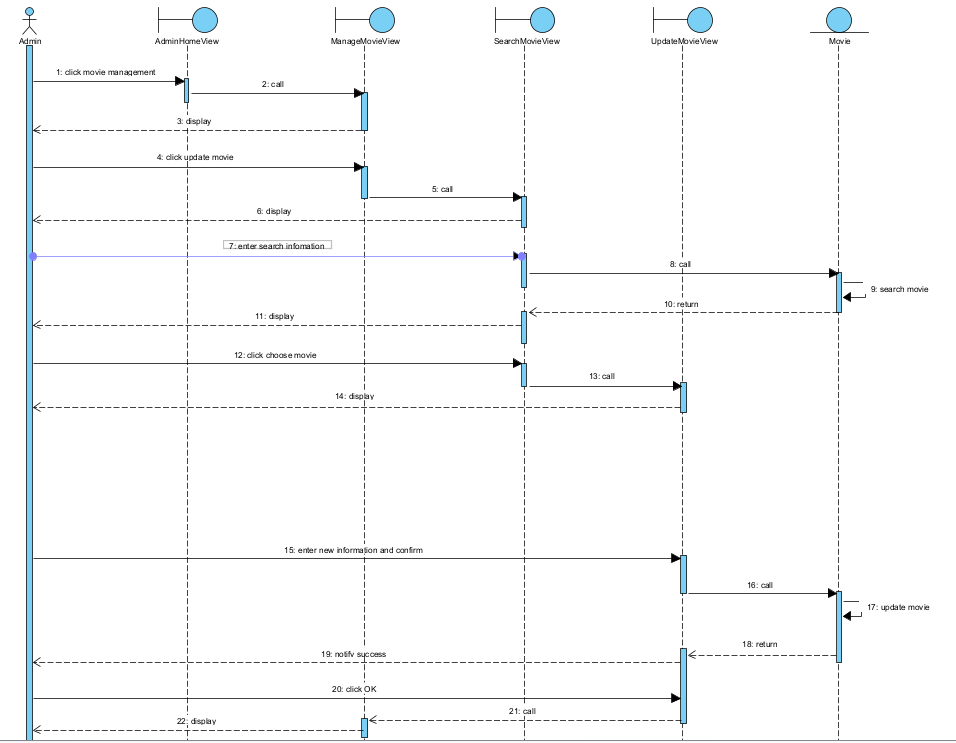 Admin
AdminHomeView
ManageMovieView
SearchMovieView
UpdateMovieView
Movie
1: click movie management
2: call
3: display
4: click update movie
5: call
6: display
7: enter search infomation
8: call
9: search movie
10: return
11: display
12: click choose movie
13: call
14: display
15: enter new information and confirm
16: call
17: update movie
18: return
19: notify success
20: click OK
21: call
22: display